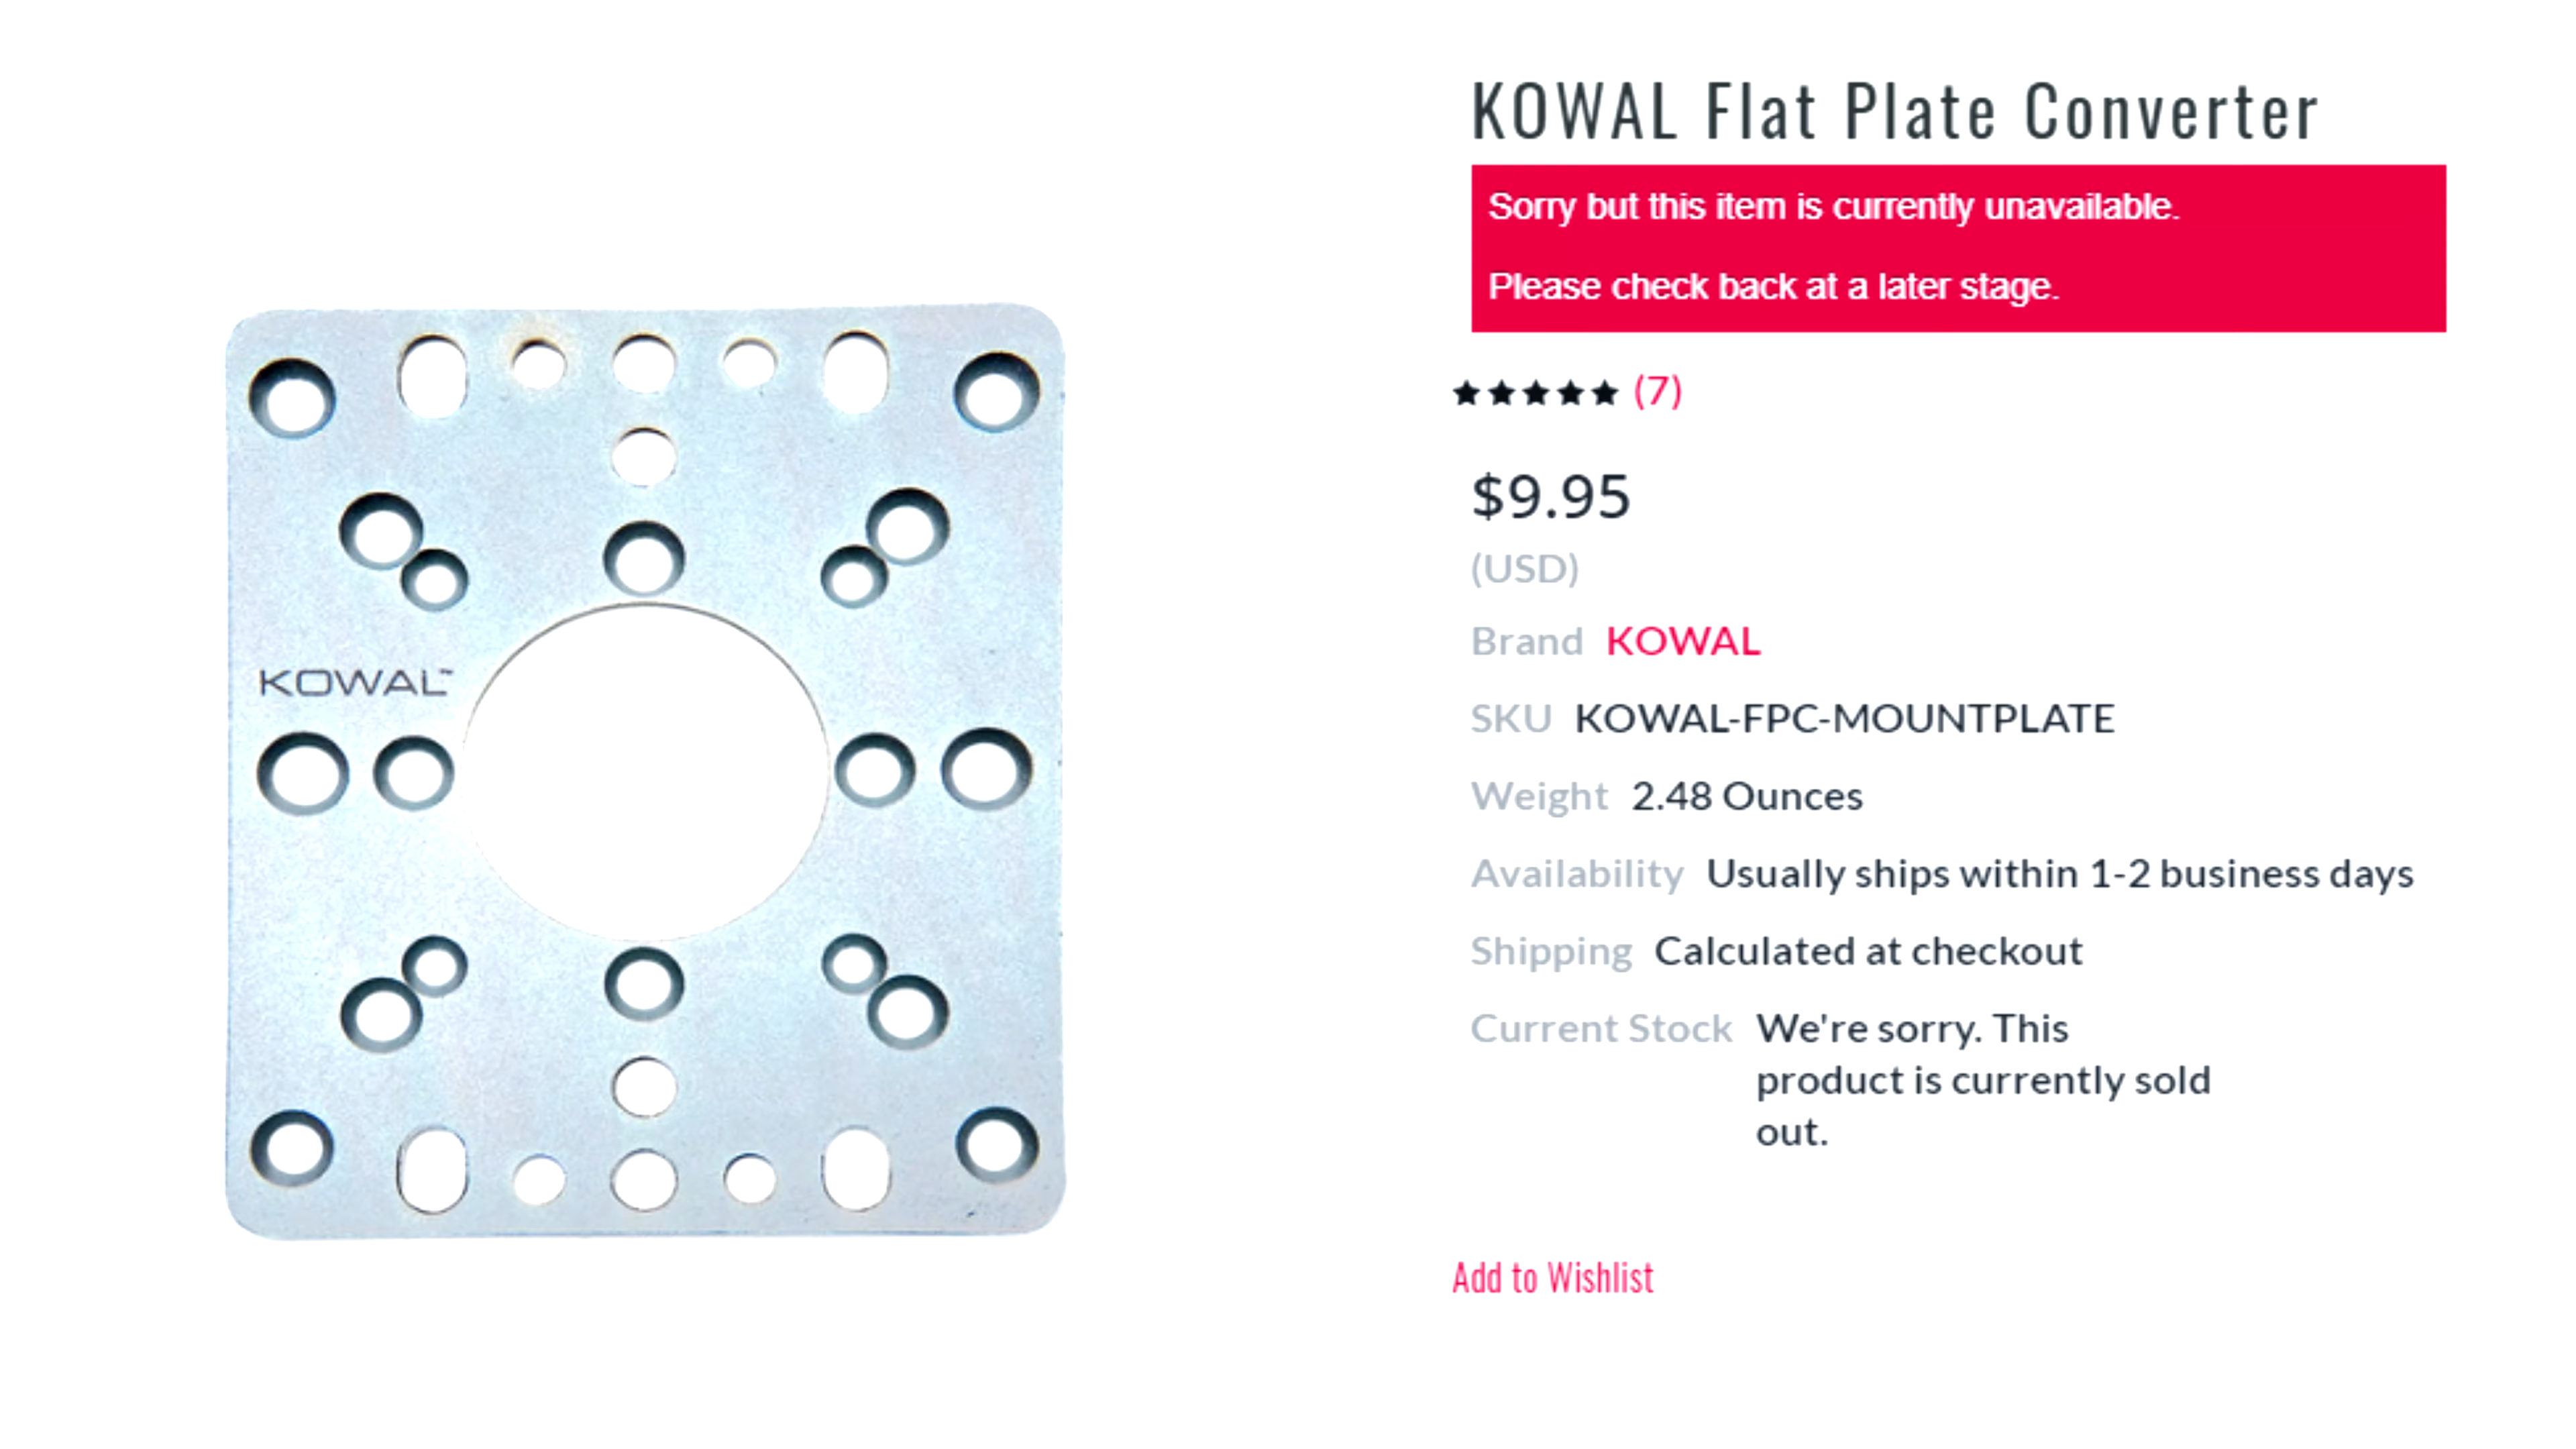 KOWAL Flat Plate Converter
Sorry but this item is currently unavailable.
Please check back at a later stage.
(7)
$9.95
(USD)
Brand KOWAL
SKU KOWAL-FPC-MOUNTPLATE
Weight 2.48 Ounces
Availability Usually ships within 1-2 business days
Shipping Calculated at checkout
Current Stock We're sorry. This
product is currently sold
out.
Add to Wishlist
KOWAL™